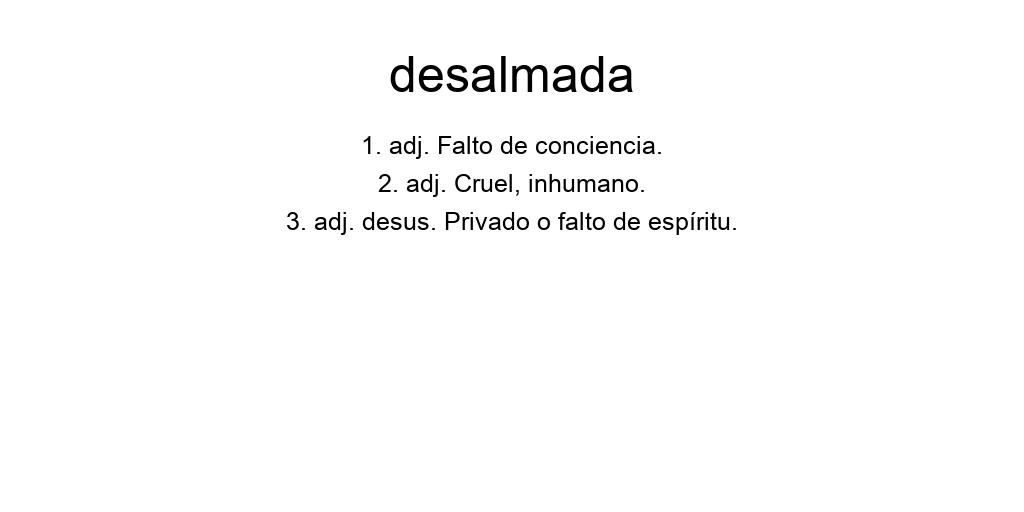 desalmada
1. adj. Falto de conciencia.
2. adj. Cruel, inhumano.
3. adj. desus. Privado o falto de espíritu.